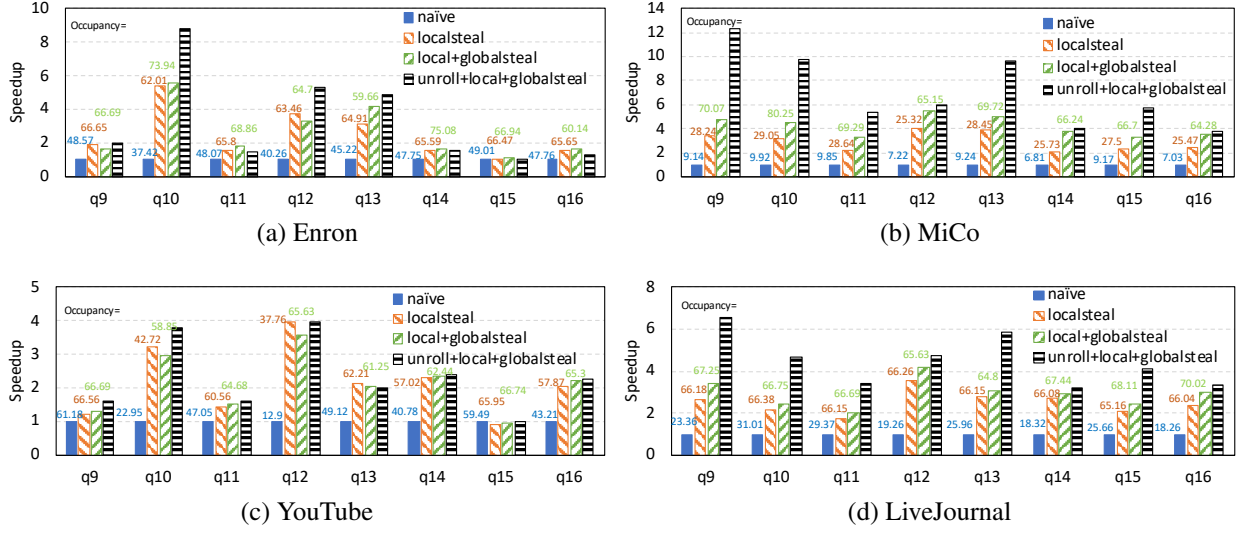 10
8
6
4
2
0
Speedup
Occupancy=
naïve
localsteal
local+globalsteal
unroll+local+globalsteal
48.57 66.65 66.69
37.42 62.01 73.94
48.07 65.8 68.86
40.26 63.46 64.7
45.22 64.91 59.66
47.75 65.59 75.08
49.01 66.47 66.94
47.76 65.65 60.14
q9 q10 q11 q12 q13 q14 q15 q16
(a) Enron
14
12
10
8
6
4
2
0
Speedup
Occupancy=
naïve
localsteal
local+globalsteal
unroll+local+globalsteal
9.14 28.24 70.07
9.92 29.05 80.25
9.85 28.64 69.29
7.22 25.32 65.15
9.24 28.45 69.72
6.81 25.73 66.24
9.17 27.5 66.7
7.03 25.47 64.28
q9 q10 q11 q12 q13 q14 q15 q16
(b) MiCo
5
4
3
2
1
0
Speedup
Occupancy=
naïve
localsteal
local+globalsteal
unroll+local+globalsteal
61.18 66.56 66.69
22.95 42.72 58.85
47.05 60.56 64.68
12.9 37.76 65.63
49.12 62.21 61.25
40.78 57.02 62.44
59.49 65.95 66.74
43.21 57.87 65.3
q9 q10 q11 q12 q13 q14 q15 q16
(c) YouTube
8
6
4
2
0
Speedup
Occupancy=
naïve
localsteal
local+globalsteal
unroll+local+globalsteal
23.36 66.18 67.25
31.01 66.38 66.75
29.37 66.15 66.69
19.26 66.26 65.63
25.96 66.15 64.8
18.32 66.08 67.44
25.66 65.16 68.11
18.26 66.04 70.02
q9 q10 q11 q12 q13 q14 q15 q16
(d) LiveJournal